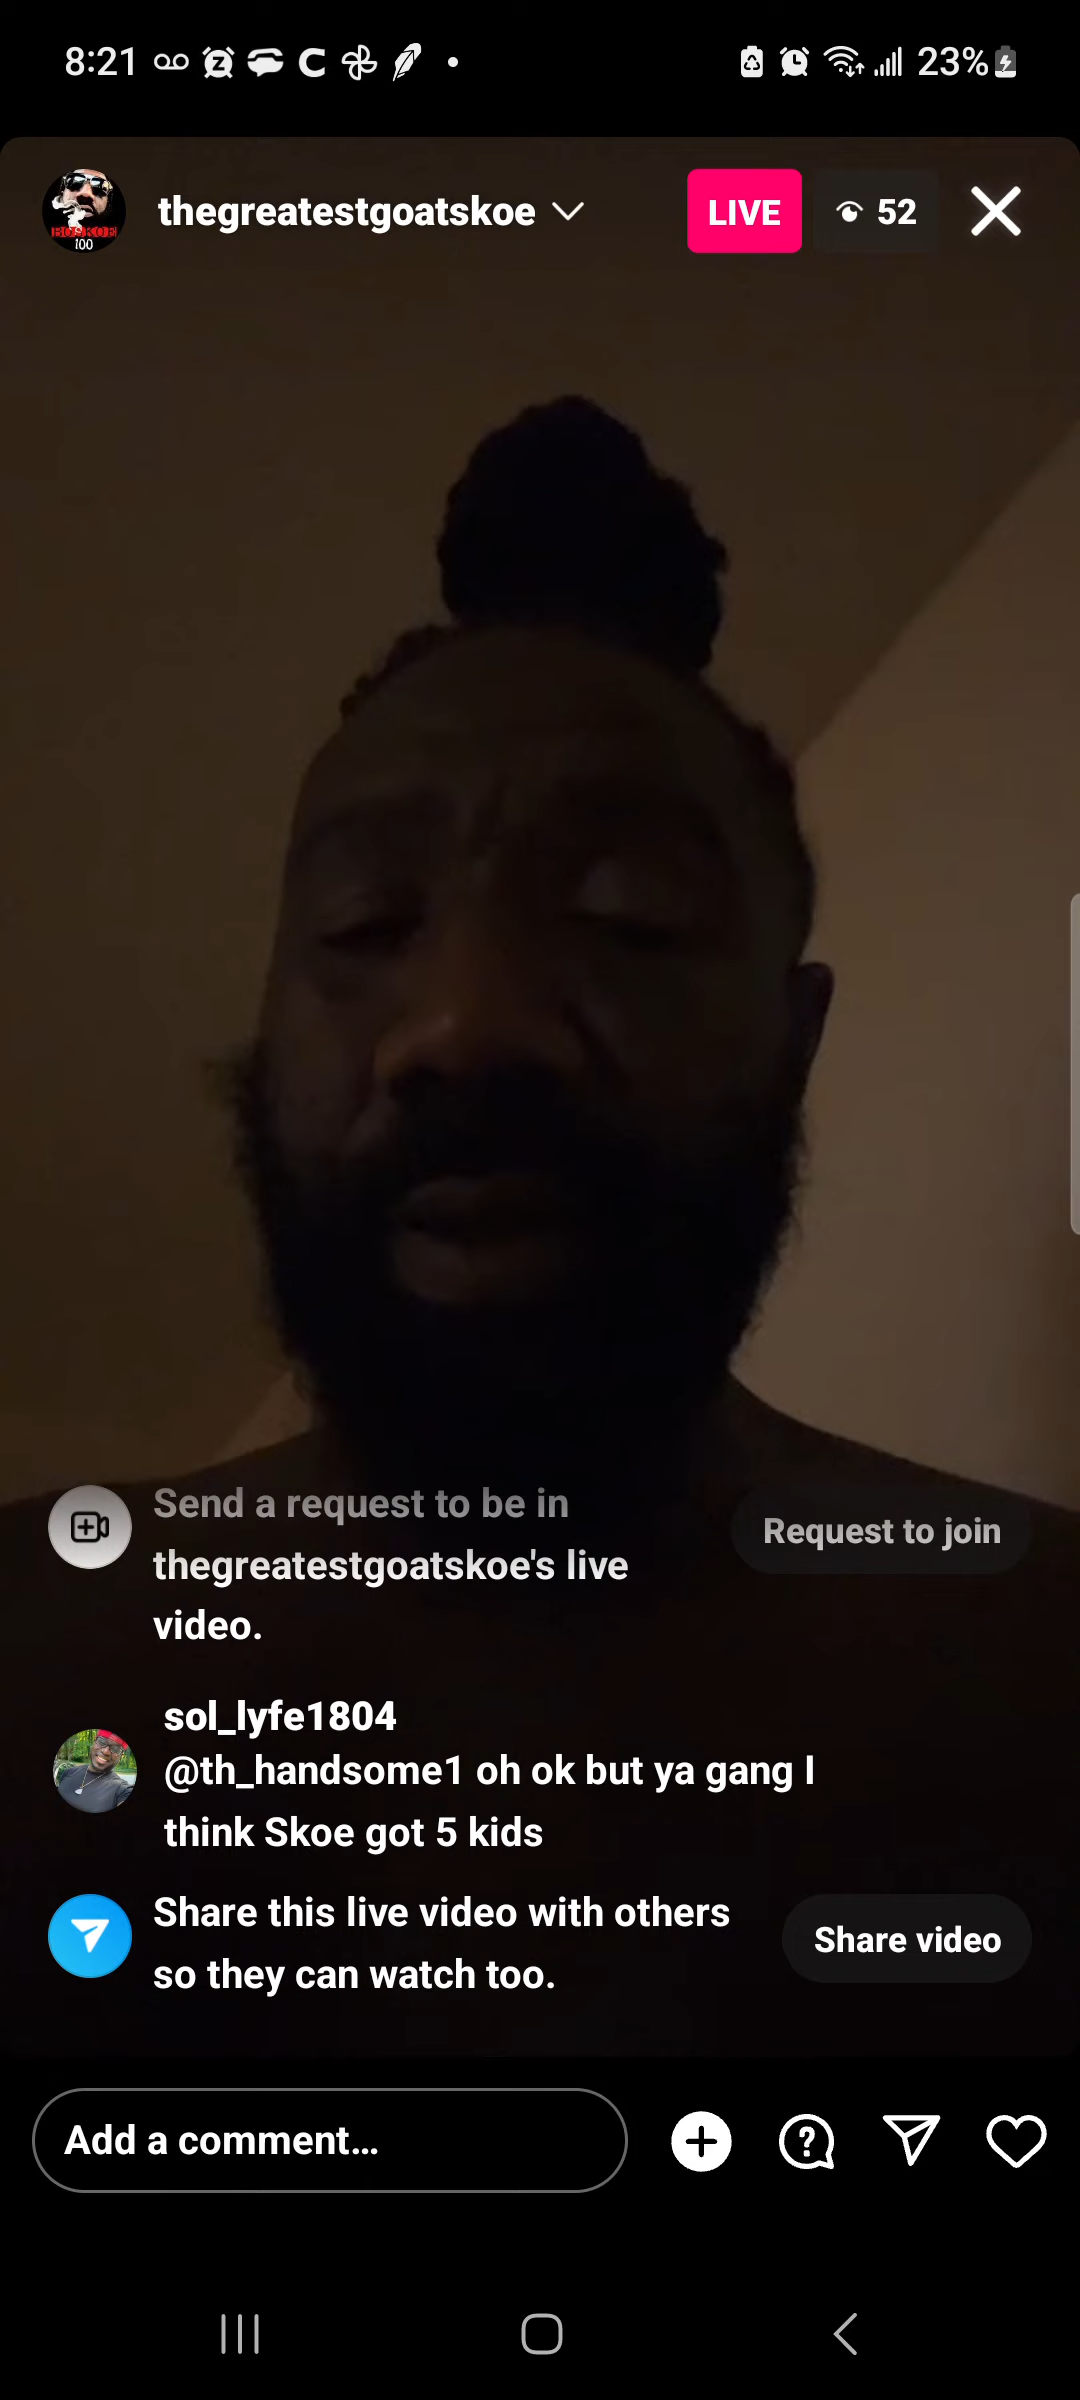 8:21
23%
thegreatestgoatskoe
LIVE
52
BOSKOE
100
Send a request to be in
thegreatestgoatskoe's live
video.
Request to join
sol_lyfe1804
@th_handsome1 oh ok but ya gang I
think Skoe got 5 kids
Share this live video with others
so they can watch too.
Share video
Add a comment...